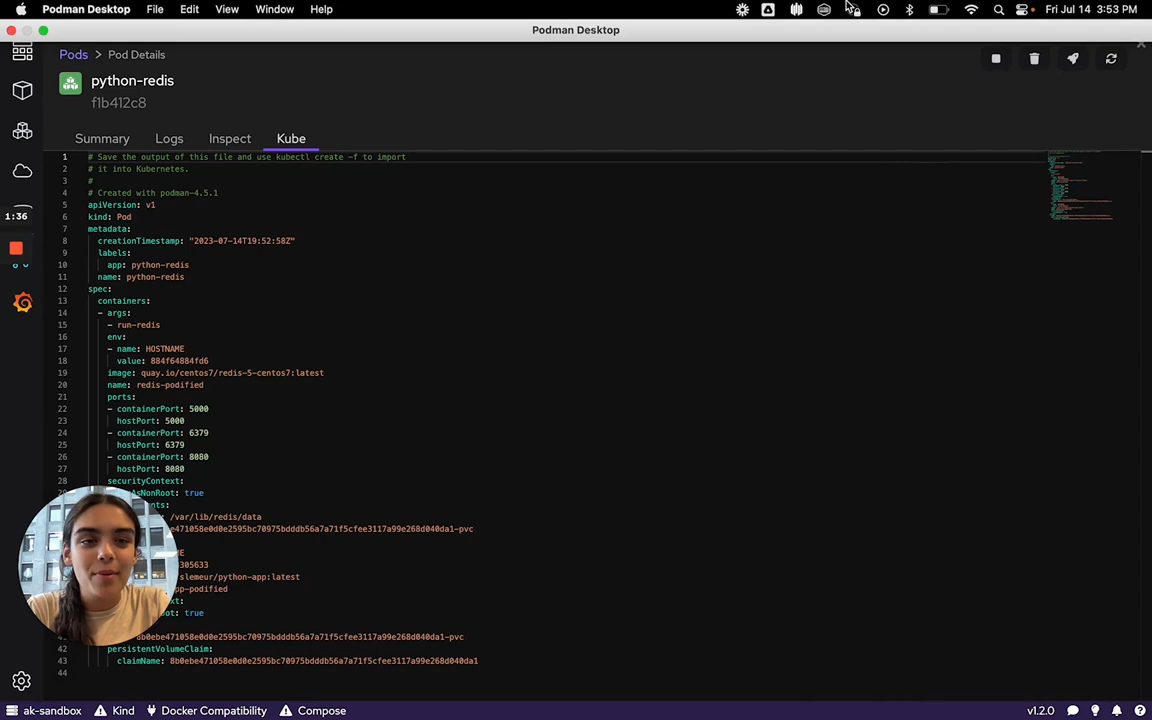 Podman Desktop File Edit View Window Help Fri Jul 14 3:53 PM
Podman Desktop
Pods > Pod Details
python-redis
f1b412c8
Summary Logs Inspect Kube
1 # Save the output of this file and use kubectl create -f to import
2 # it into Kubernetes.
3 #
4 # Created with podman-4.5.1
5 apiVersion: v1
6 kind: Pod
7 metadata:
8 creationTimestamp: "2023-07-14T19:52:58Z"
9 labels:
10 app: python-redis
11 name: python-redis
12 spec:
13 containers:
14 - args:
15 - run-redis
16 env:
17 - name: HOSTNAME
18 value: 884f64884fd6
19 image: quay.io/centos7/redis-5-centos7:latest
20 name: redis-podified
21 ports:
22 - containerPort: 5000
23 hostPort: 5000
24 - containerPort: 6379
25 hostPort: 6379
26 - containerPort: 8080
27 hostPort: 8080
28 securityContext:
AsNonRoot: true
nts:
/var/lib/redis/data
e471058e0d0e2595bc70975bdddb56a7a71f5cfee3117a99e268d040da1-pvc
ME
305633
slemeur/python-app:latest
pp-podified
xt:
oot: true
8b0ebe471058e0d0e2595bc70975bdddb56a7a71f5cfee3117a99e268d040da1-pvc
42 persistentVolumeClaim:
43 claimName: 8b0ebe471058e0d0e2595bc70975bdddb56a7a71f5cfee3117a99e268d040da1
44
1:36
ak-sandbox Kind Docker Compatibility Compose v1.2.0